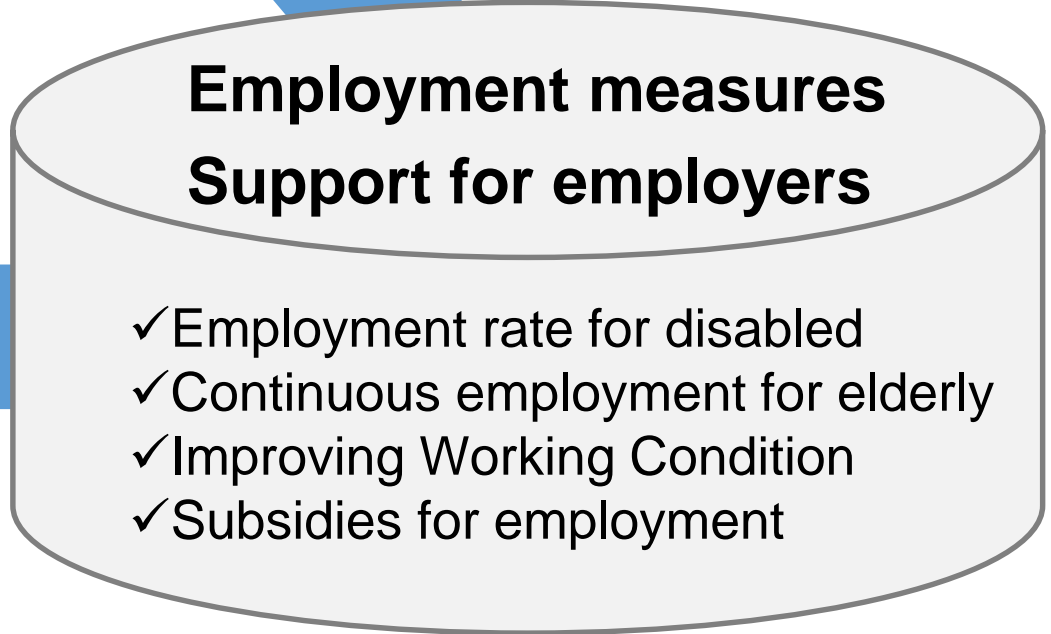 Employment measures
Support for employers
✓Employment rate for disabled
✓Continuous employment for elderly
✓Improving Working Condition
✓Subsidies for employment